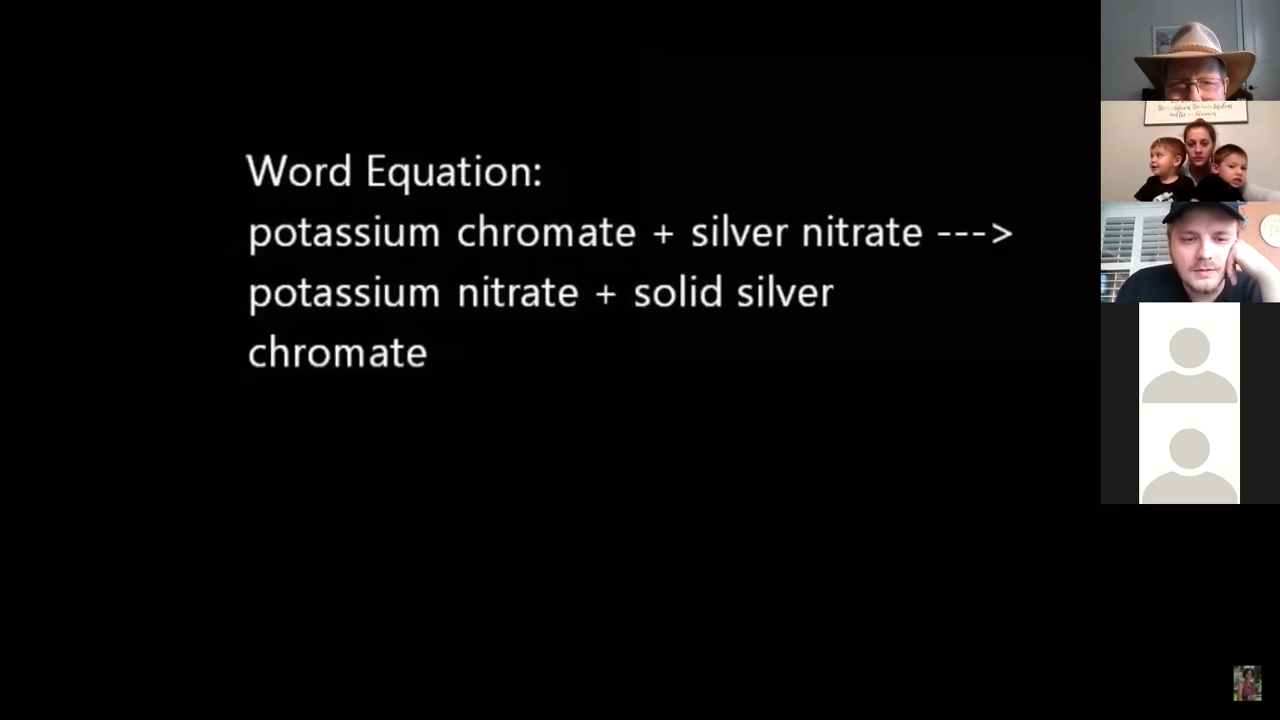 Word Equation:
potassium chromate + silver nitrate --->
potassium nitrate + solid silver
chromate